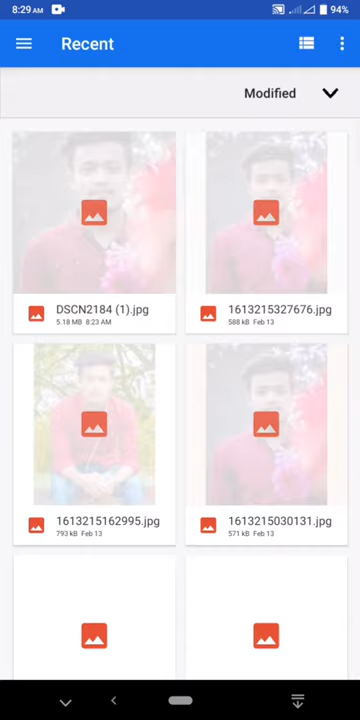 8:29 AM 94%
Recent
Modified
DSCN2184 (1).jpg
5.18 MB 8:23 AM
1613215327676.jpg
588 kB Feb 13
1613215162995.jpg
793 kB Feb 13
1613215030131.jpg
571 kB Feb 13